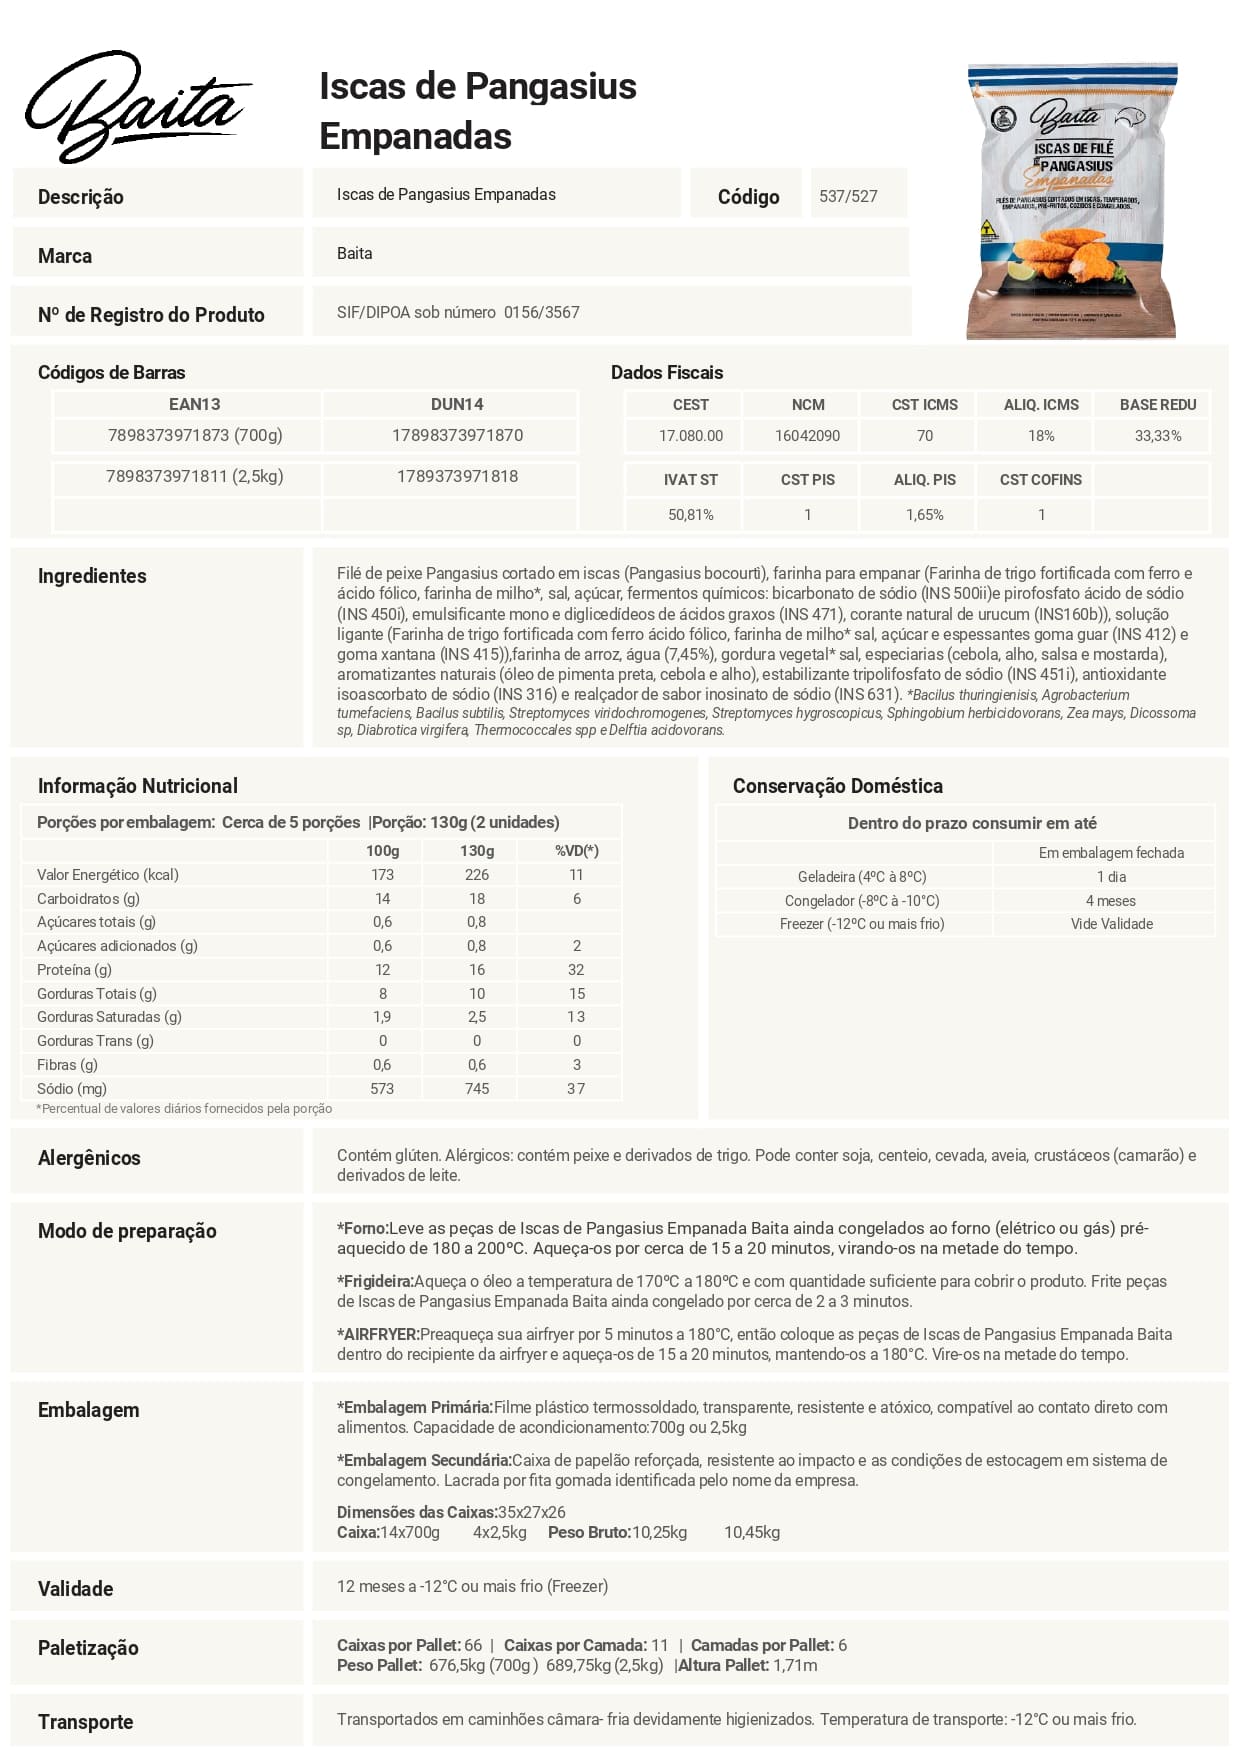 Baita
Iscas de Pangasius
Empanadas
Baita
ISCAS DE FILÉ
DE PANGASIUS
Empanadas
FILÉS DE PANGASIUS CORTADOS EM ISCAS, TEMPERADOS,
EMPANADOS, PRÉ-FRITOS, COZIDOS E CONGELADOS.
T
Descrição
Iscas de Pangasius Empanadas
Código
537/527
Marca
Baita
Nº de Registro do Produto
SIF/DIPOA sob número 0156/3567
Códigos de Barras
EAN13 DUN14
7898373971873 (700g) 17898373971870
7898373971811 (2,5kg) 1789373971818
Dados Fiscais
CEST NCM CST ICMS ALIQ. ICMS BASE REDU
17.080.00 16042090 70 18% 33,33%
IVAT ST CST PIS ALIQ. PIS CST COFINS
50,81% 1 1,65% 1
Ingredientes
Filé de peixe Pangasius cortado em iscas (Pangasius bocourti), farinha para empanar (Farinha de trigo fortificada com ferro e
ácido fólico, farinha de milho*, sal, açúcar, fermentos químicos: bicarbonato de sódio (INS 500ii)e pirofosfato ácido de sódio
(INS 450i), emulsificante mono e diglicedídeos de ácidos graxos (INS 471), corante natural de urucum (INS160b)), solução
ligante (Farinha de trigo fortificada com ferro ácido fólico, farinha de milho* sal, açúcar e espessantes goma guar (INS 412) e
goma xantana (INS 415)),farinha de arroz, água (7,45%), gordura vegetal* sal, especiarias (cebola, alho, salsa e mostarda),
aromatizantes naturais (óleo de pimenta preta, cebola e alho), estabilizante tripolifosfato de sódio (INS 451i), antioxidante
isoascorbato de sódio (INS 316) e realçador de sabor inosinato de sódio (INS 631). *Bacilus thuringienisis, Agrobacterium
tumefaciens, Bacilus subtilis, Streptomyces viridochromogenes, Streptomyces hygroscopicus, Sphingobium herbicidovorans, Zea mays, Dicossoma
sp, Diabrotica virgifera, Thermococcales spp e Delftia acidovorans.
Informação Nutricional
Porções por embalagem: Cerca de 5 porções |Porção: 130g (2 unidades)
100g 130g %VD(*)
Valor Energético (kcal) 173 226 11
Carboidratos (g) 14 18 6
Açúcares totais (g) 0,6 0,8
Açúcares adicionados (g) 0,6 0,8 2
Proteína (g) 12 16 32
Gorduras Totais (g) 8 10 15
Gorduras Saturadas (g) 1,9 2,5 13
Gorduras Trans (g) 0 0 0
Fibras (g) 0,6 0,6 3
Sódio (mg) 573 745 37
*Percentual de valores diários fornecidos pela porção
Conservação Doméstica
Dentro do prazo consumir em até
Em embalagem fechada
Geladeira (4ºC à 8ºC) 1 dia
Congelador (-8ºC à -10°C) 4 meses
Freezer (-12ºC ou mais frio) Vide Validade
Alergênicos
Contém glúten. Alérgicos: contém peixe e derivados de trigo. Pode conter soja, centeio, cevada, aveia, crustáceos (camarão) e
derivados de leite.
Modo de preparação
*Forno:Leve as peças de Iscas de Pangasius Empanada Baita ainda congelados ao forno (elétrico ou gás) pré-
aquecido de 180 a 200ºC. Aqueça-os por cerca de 15 a 20 minutos, virando-os na metade do tempo.
*Frigideira:Aqueça o óleo a temperatura de 170ºC a 180ºC e com quantidade suficiente para cobrir o produto. Frite peças
de Iscas de Pangasius Empanada Baita ainda congelado por cerca de 2 a 3 minutos.
*AIRFRYER:Preaqueça sua airfryer por 5 minutos a 180°C, então coloque as peças de Iscas de Pangasius Empanada Baita
dentro do recipiente da airfryer e aqueça-os de 15 a 20 minutos, mantendo-os a 180°C. Vire-os na metade do tempo.
Embalagem
*Embalagem Primária:Filme plástico termossoldado, transparente, resistente e atóxico, compatível ao contato direto com
alimentos. Capacidade de acondicionamento:700g ou 2,5kg
*Embalagem Secundária:Caixa de papelão reforçada, resistente ao impacto e as condições de estocagem em sistema de
congelamento. Lacrada por fita gomada identificada pelo nome da empresa.
Dimensões das Caixas:35x27x26
Caixa:14x700g 4x2,5kg Peso Bruto:10,25kg 10,45kg
Validade
12 meses a -12°C ou mais frio (Freezer)
Paletização
Caixas por Pallet: 66 | Caixas por Camada: 11 | Camadas por Pallet: 6
Peso Pallet: 676,5kg (700g ) 689,75kg (2,5kg) |Altura Pallet: 1,71m
Transporte
Transportados em caminhões câmara- fria devidamente higienizados. Temperatura de transporte: -12°C ou mais frio.